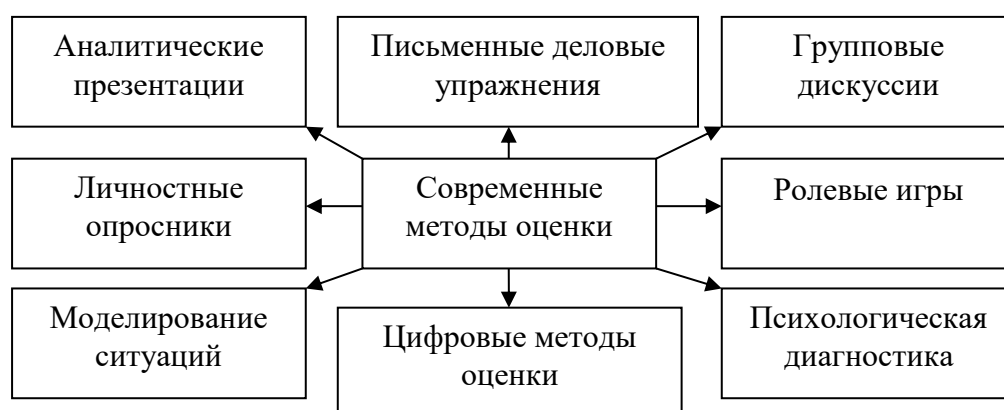 Аналитические
презентации
Письменные деловые
упражнения
Групповые
дискуссии
Личностные
опросники
Современные
методы оценки
Ролевые игры
Моделирование
ситуаций
Цифровые методы
оценки
Психологическая
диагностика